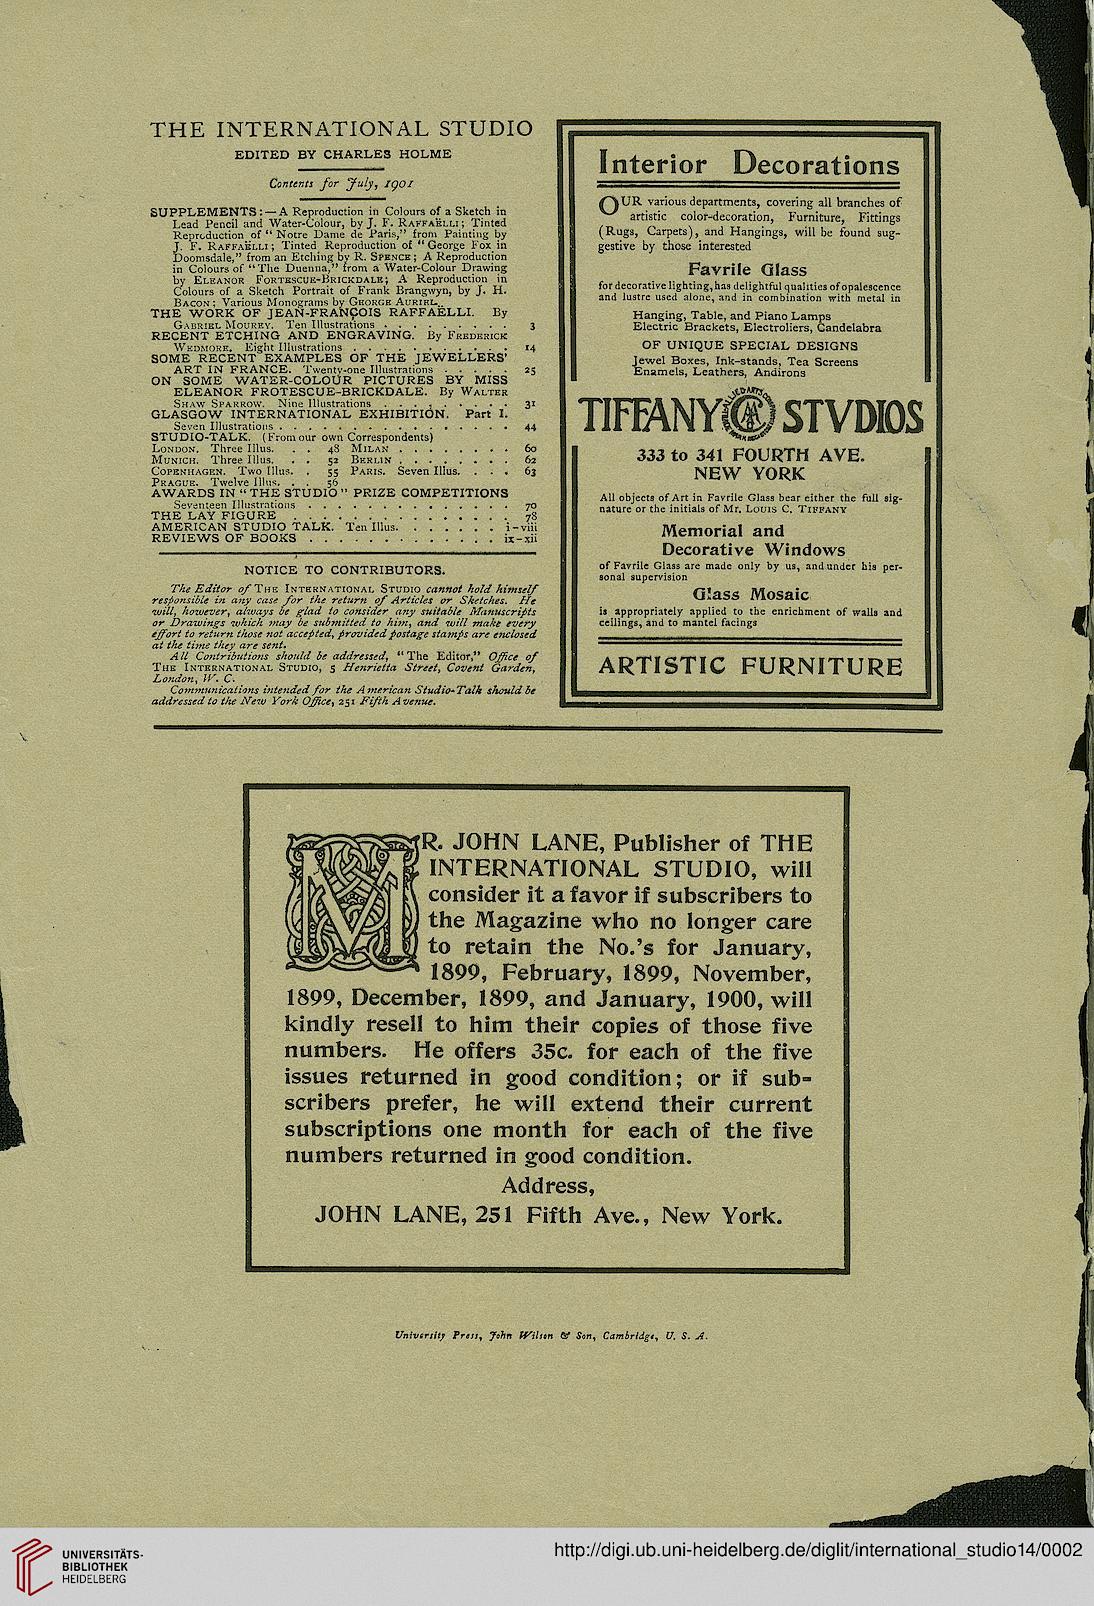 THE INTERNATIONAL STUDIO
EDITED BY CHARLES HOLME
Contents for July, 1901
SUPPLEMENTS:—A Reproduction in Colours of a Sketch in
Lead Pencil and Water-Colour, by J. F. RAFFAËLLI; Tinted
Reproduction of "Notre Dame de Paris," from Painting by
J. F. RAFFAËLLI; Tinted Reproduction of "George Fox in
Doomsdale," from an Etching by R. SPENCE; A Reproduction
in Colours of "The Duenna," from a Water-Colour Drawing
by ELEANOR FORTESCUE-BRICKDALE; A Reproduction in
Colours of a Sketch Portrait of Frank Brangwyn, by J. H.
BACON; Various Monograms by GEORGE AURIOL.
THE WORK OF JEAN-FRANÇOIS RAFFAËLLI. By
GABRIEL MOUREY. Ten Illustrations . . . . . . . . . 3
RECENT ETCHING AND ENGRAVING. By FREDERICK
WEDMORE. Eight Illustrations . . . . . . . . . . 14
SOME RECENT EXAMPLES OF THE JEWELLERS'
ART IN FRANCE. Twenty-one Illustrations . . . . . 25
ON SOME WATER-COLOUR PICTURES BY MISS
ELEANOR FROTESCUE-BRICKDALE. By WALTER
SHAW SPARROW. Nine Illustrations . . . . . . . . . 31
GLASGOW INTERNATIONAL EXHIBITION. Part I.
Seven Illustrations . . . . . . . . . . . . . . . 44
STUDIO-TALK. (From our own Correspondents)
LONDON. Three Illus. . . 48 MILAN . . . . . . . . 60
MUNICH. Three Illus. . . 52 BERLIN . . . . . . . . 62
COPENHAGEN. Two Illus. . . 55 PARIS. Seven Illus. . . . 63
PRAGUE. Twelve Illus. . . 56
AWARDS IN "THE STUDIO" PRIZE COMPETITIONS
Seventeen Illustrations . . . . . . . . . . . . . 70
THE LAY FIGURE . . . . . . . . . . . . . . . 78
AMERICAN STUDIO TALK. Ten Illus. . . . . . . . i-viii
REVIEWS OF BOOKS . . . . . . . . . . . . . ix-xii
NOTICE TO CONTRIBUTORS.
The Editor of THE INTERNATIONAL STUDIO cannot hold himself
responsible in any case for the return of Articles or Sketches. He
will, however, always be glad to consider any suitable Manuscripts
or Drawings which may be submitted to him, and will make every
effort to return those not accepted, provided postage stamps are enclosed
at the time they are sent.
All Contributions should be addressed, "The Editor," Office of
THE INTERNATIONAL STUDIO, 5 Henrietta Street, Covent Garden,
London, W. C.
Communications intended for the American Studio-Talk should be
addressed to the New York Office, 251 Fifth Avenue.
Interior Decorations
OUR various departments, covering all branches of
artistic color-decoration, Furniture, Fittings
(Rugs, Carpets), and Hangings, will be found sug-
gestive by those interested
Favrile Glass
for decorative lighting, has delightful qualities of opalescence
and lustre used alone, and in combination with metal in
Hanging, Table, and Piano Lamps
Electric Brackets, Electroliers, Candelabra
OF UNIQUE SPECIAL DESIGNS
Jewel Boxes, Ink-stands, Tea Screens
Enamels, Leathers, Andirons
TIFFANY STVDIOS
333 to 341 FOURTH AVE.
NEW YORK
All objects of Art in Favrile Glass bear either the full sig-
nature or the initials of Mr. LOUIS C. TIFFANY
Memorial and
Decorative Windows
of Favrile Glass are made only by us, and under his per-
sonal supervision
Glass Mosaic
is appropriately applied to the enrichment of walls and
ceilings, and to mantel facings
ARTISTIC FURNITURE
MR. JOHN LANE, Publisher of THE
INTERNATIONAL STUDIO, will
consider it a favor if subscribers to
the Magazine who no longer care
to retain the No.'s for January,
1899, February, 1899, November,
1899, December, 1899, and January, 1900, will
kindly resell to him their copies of those five
numbers. He offers 35c. for each of the five
issues returned in good condition; or if sub-
scribers prefer, he will extend their current
subscriptions one month for each of the five
numbers returned in good condition.
Address,
JOHN LANE, 251 Fifth Ave., New York.
University Press, John Wilson & Son, Cambridge, U. S. A.
UNIVERSITÄTS-
BIBLIOTHEK
HEIDELBERG
http://digi.ub.uni-heidelberg.de/diglit/international_studio14/0002